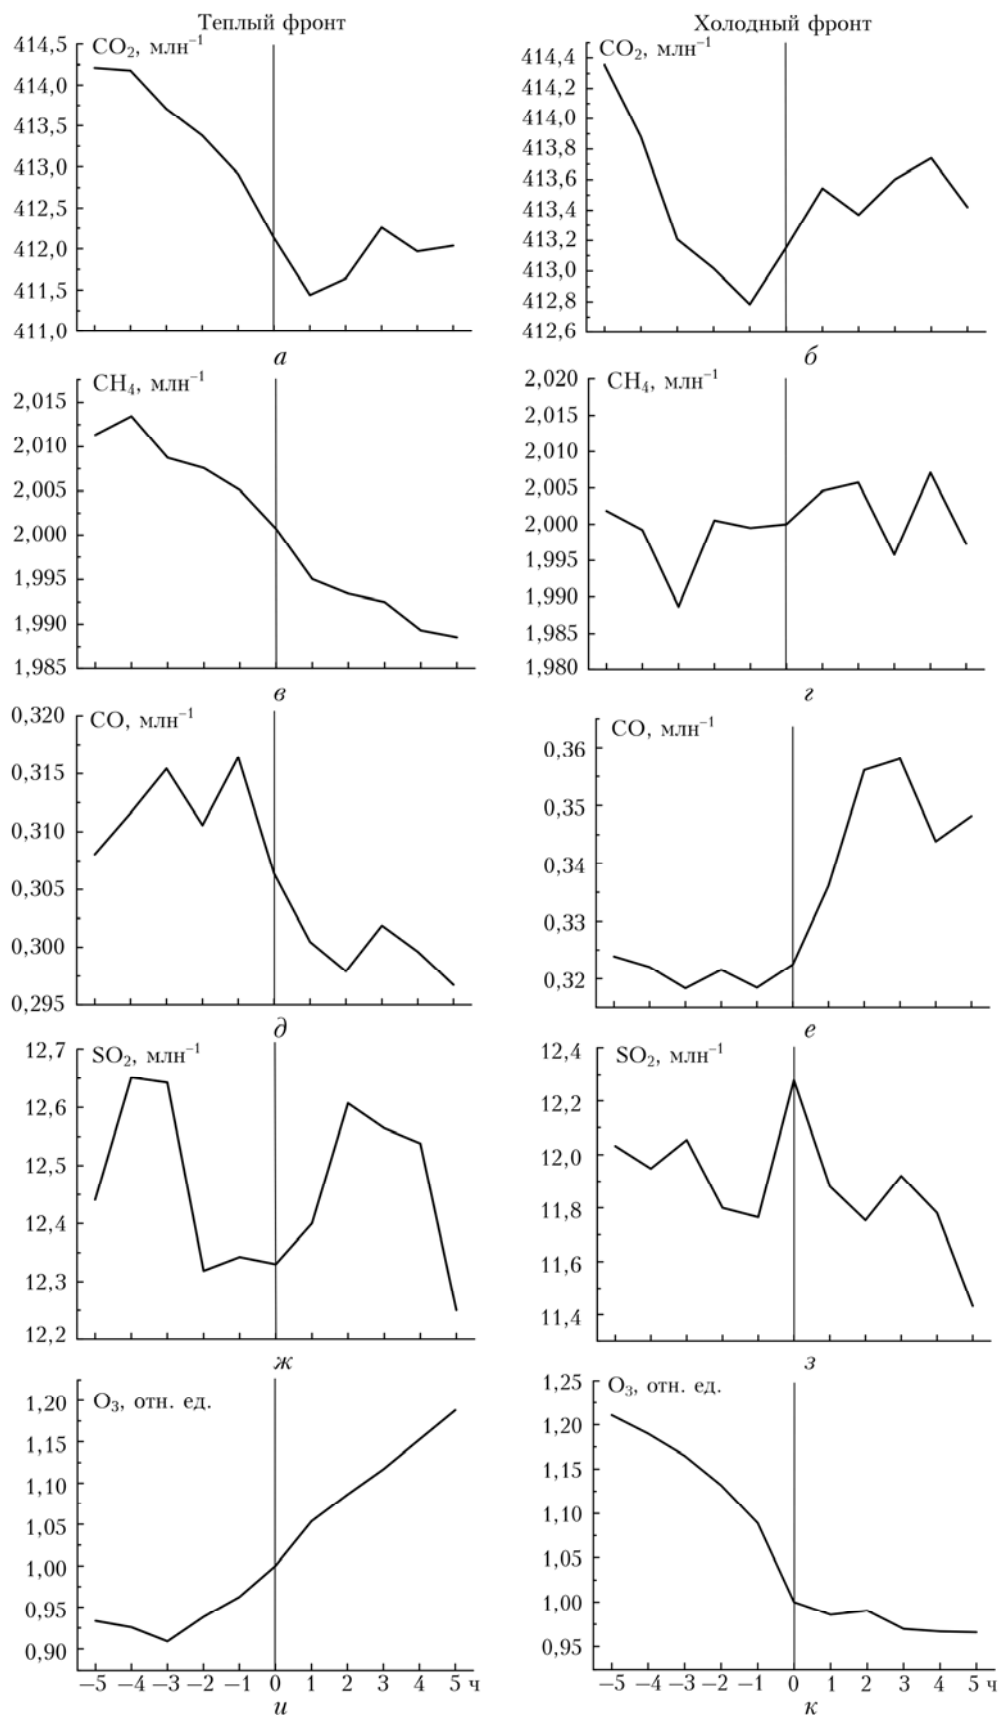 Теплый фронт
Холодный фронт
CO₂, млн⁻¹
414,5
414,0
413,5
413,0
412,5
412,0
411,5
411,0
а
CO₂, млн⁻¹
414,4
414,2
414,0
413,8
413,6
413,4
413,2
413,0
412,8
412,6
б
CH₄, млн⁻¹
2,015
2,010
2,005
2,000
1,995
1,990
1,985
в
CH₄, млн⁻¹
2,020
2,015
2,010
2,005
2,000
1,995
1,990
1,985
1,980
г
CO, млн⁻¹
0,320
0,315
0,310
0,305
0,300
0,295
д
CO, млн⁻¹
0,36
0,35
0,34
0,33
0,32
е
SO₂, млн⁻¹
12,7
12,6
12,5
12,4
12,3
12,2
ж
SO₂, млн⁻¹
12,4
12,2
12,0
11,8
11,6
11,4
з
O₃, отн. ед.
1,20
1,15
1,10
1,05
1,00
0,95
0,90
−5 −4 −3 −2 −1 0 1 2 3 4 5 ч
и
O₃, отн. ед.
1,25
1,20
1,15
1,10
1,05
1,00
0,95
−5 −4 −3 −2 −1 0 1 2 3 4 5 ч
к